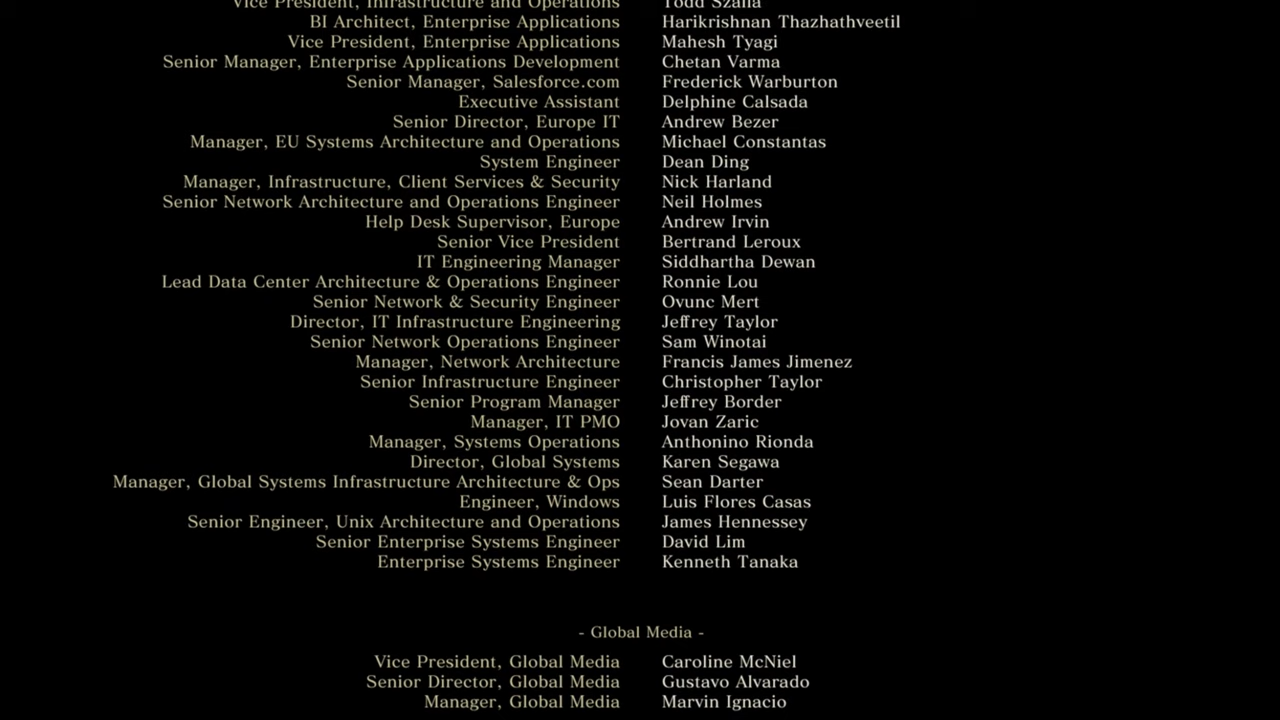 Vice President, Infrastructure and Operations Todd Szalla
BI Architect, Enterprise Applications Harikrishnan Thazhathveetil
Vice President, Enterprise Applications Mahesh Tyagi
Senior Manager, Enterprise Applications Development Chetan Varma
Senior Manager, Salesforce.com Frederick Warburton
Executive Assistant Delphine Calsada
Senior Director, Europe IT Andrew Bezer
Manager, EU Systems Architecture and Operations Michael Constantas
System Engineer Dean Ding
Manager, Infrastructure, Client Services & Security Nick Harland
Senior Network Architecture and Operations Engineer Neil Holmes
Help Desk Supervisor, Europe Andrew Irvin
Senior Vice President Bertrand Leroux
IT Engineering Manager Siddhartha Dewan
Lead Data Center Architecture & Operations Engineer Ronnie Lou
Senior Network & Security Engineer Ovunc Mert
Director, IT Infrastructure Engineering Jeffrey Taylor
Senior Network Operations Engineer Sam Winotai
Manager, Network Architecture Francis James Jimenez
Senior Infrastructure Engineer Christopher Taylor
Senior Program Manager Jeffrey Border
Manager, IT PMO Jovan Zaric
Manager, Systems Operations Anthonino Rionda
Director, Global Systems Karen Segawa
Manager, Global Systems Infrastructure Architecture & Ops Sean Darter
Engineer, Windows Luis Flores Casas
Senior Engineer, Unix Architecture and Operations James Hennessey
Senior Enterprise Systems Engineer David Lim
Enterprise Systems Engineer Kenneth Tanaka
- Global Media -
Vice President, Global Media Caroline McNiel
Senior Director, Global Media Gustavo Alvarado
Manager, Global Media Marvin Ignacio